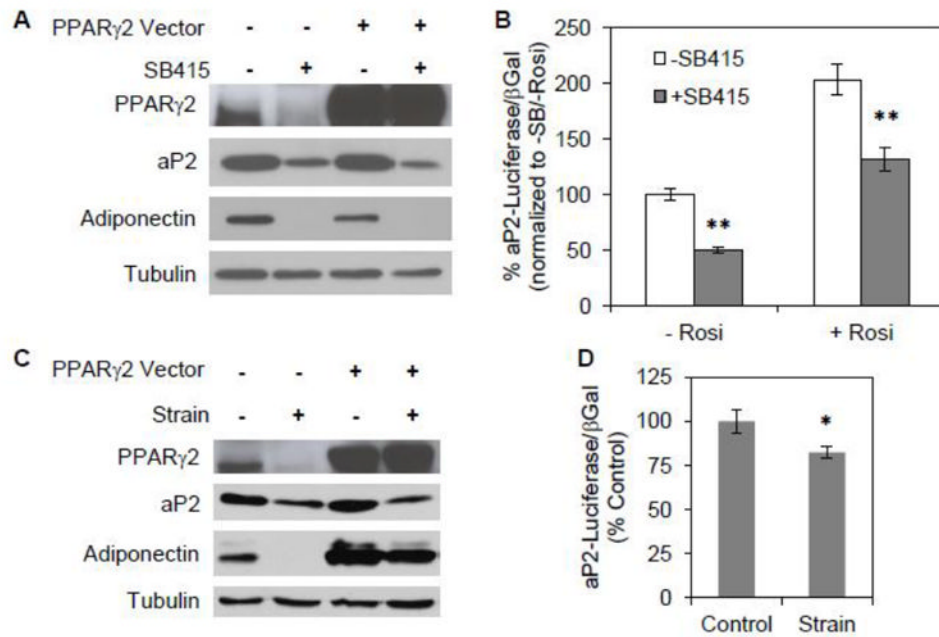 A
PPARγ2 Vector - - + +
SB415 - + - +
PPARγ2
aP2
Adiponectin
Tubulin
B
% aP2-Luciferase/βGal
(normalized to -SB/-Rosi)
250
200
150
100
50
0
-SB415
+SB415
**
**
- Rosi + Rosi
C
PPARγ2 Vector - - + +
Strain - + - +
PPARγ2
aP2
Adiponectin
Tubulin
D
aP2-Luciferase/βGal
(% Control)
125
100
75
50
25
0
*
Control Strain